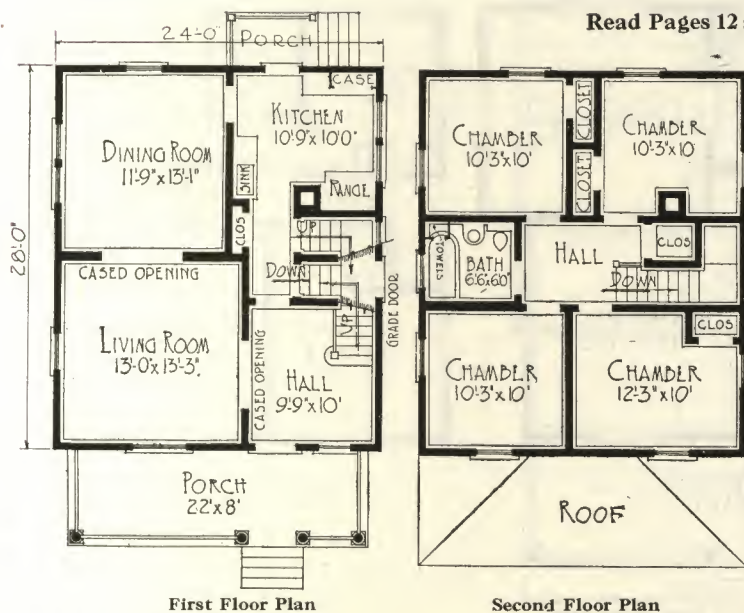 Read Pages 12
24'-0"
PORCH
CASE
KITCHEN
10'-9" x 10'0"
DINING ROOM
11'-9" x 13'-1"
SINK
RANGE
28'-0"
CLOS
UP
CASED OPENING
DOWN
GRADE DOOR
LIVING ROOM
13'-0 x 13'-3"
CASED OPENING
UP
HALL
9'-9" x 10'
PORCH
22' x 8'
First Floor Plan
CHAMBER
10'3" x 10'
CLOSET
CLOSET
CHAMBER
10'-3" x 10
TOWELS
BATH
6'6 x 6'0"
HALL
CLOS
DOWN
CLOS
CHAMBER
10'-3" x 10'
CHAMBER
12'-3" x 10'
ROOF
Second Floor Plan